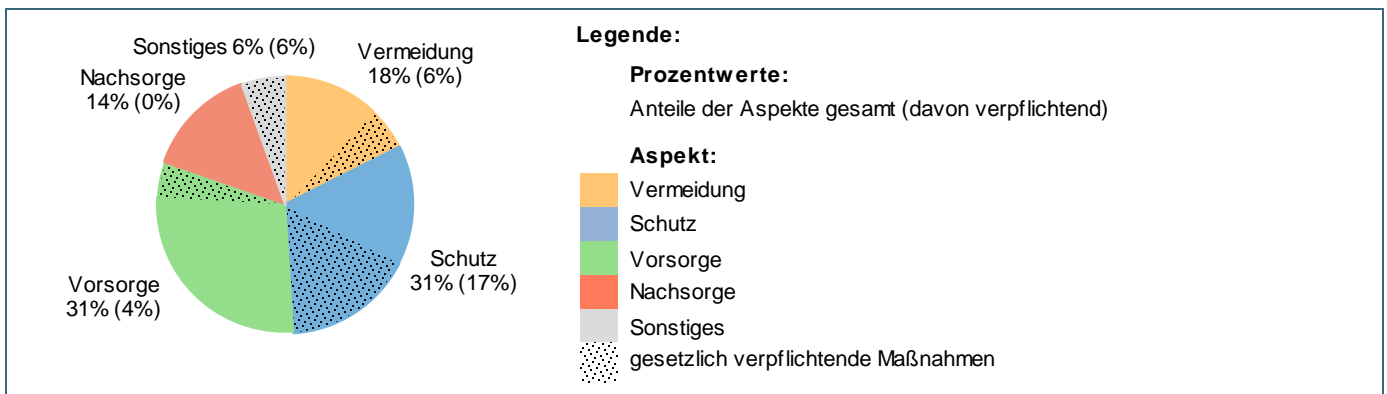 Sonstiges 6% (6%)
Vermeidung
18% (6%)
Nachsorge
14% (0%)
Schutz
31% (17%)
Vorsorge
31% (4%)
Legende:
Prozentwerte:
Anteile der Aspekte gesamt (davon verpflichtend)
Aspekt:
Vermeidung
Schutz
Vorsorge
Nachsorge
Sonstiges
gesetzlich verpflichtende Maßnahmen